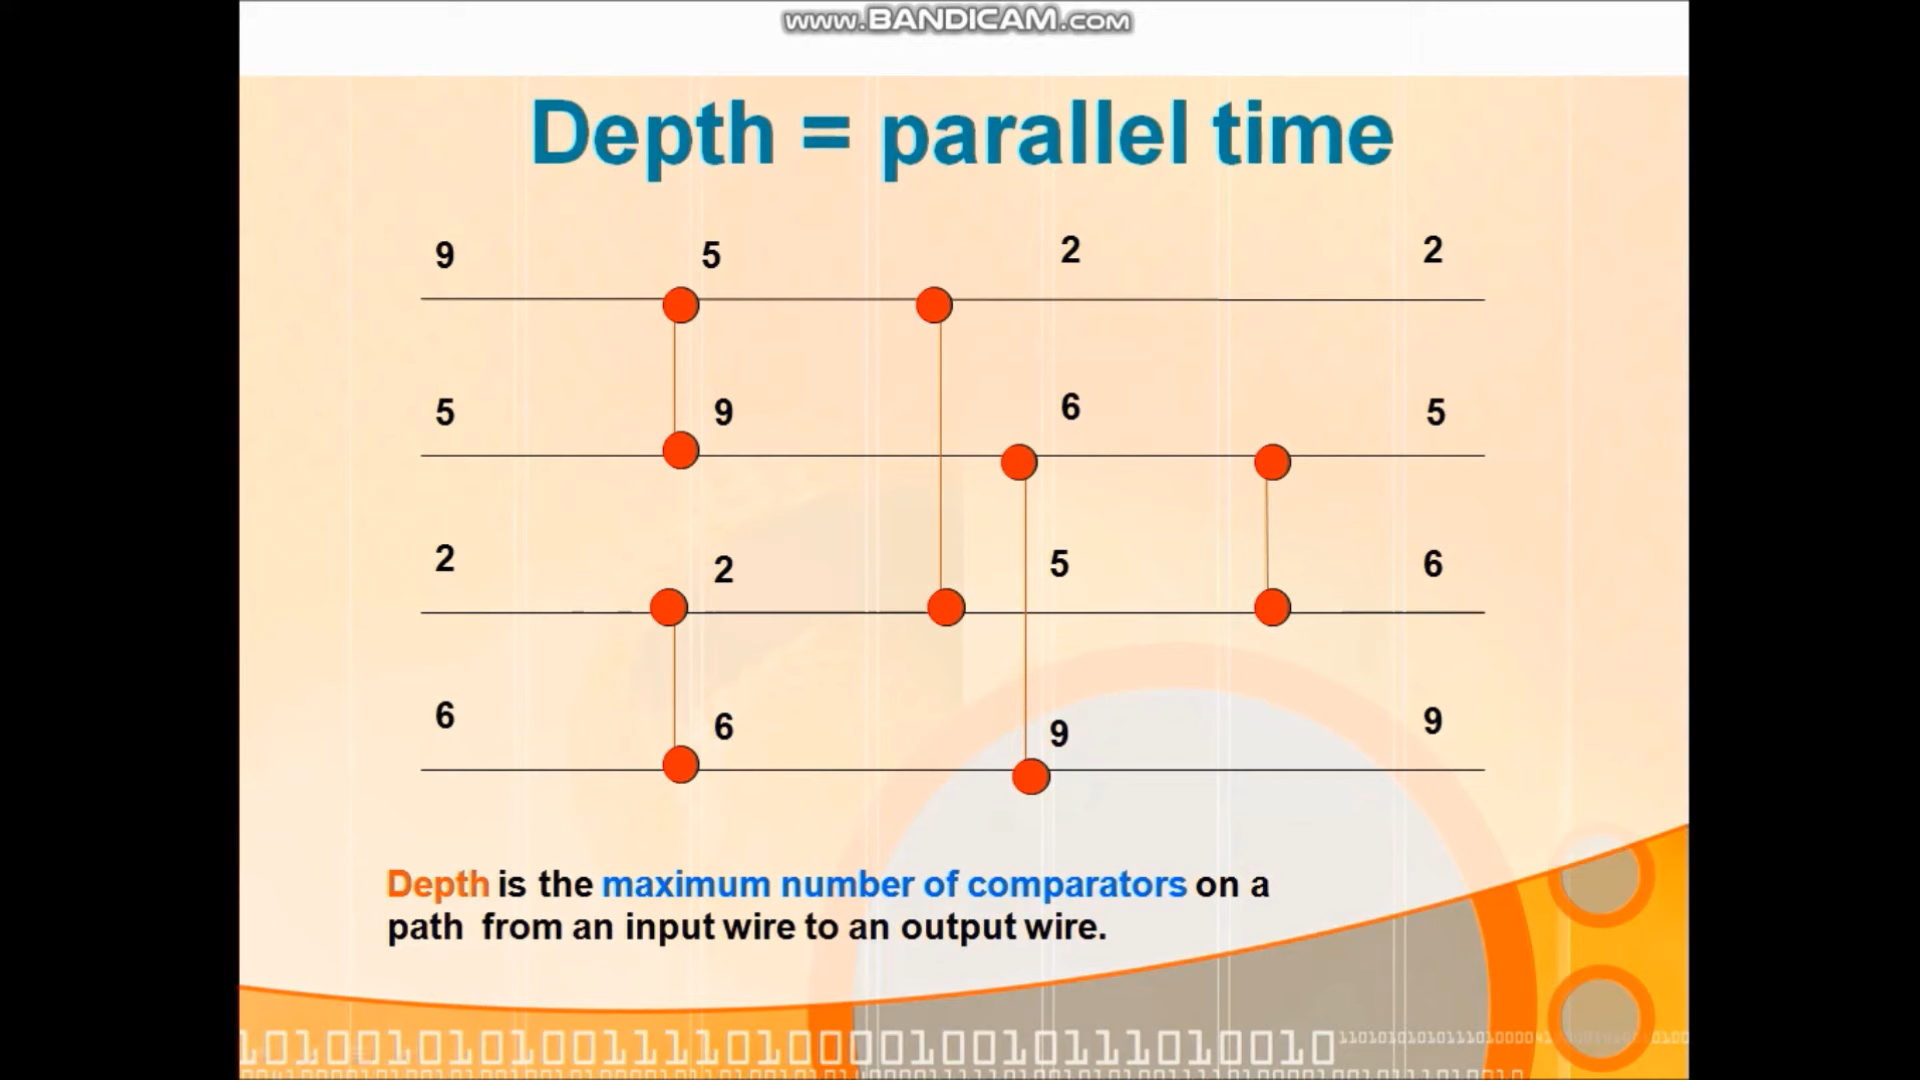 www.BANDICAM.com
Depth = parallel time
9 5 2 2
5 9 6 5
2 2 5 6
6 6 9 9
Depth is the maximum number of comparators on a
path from an input wire to an output wire.